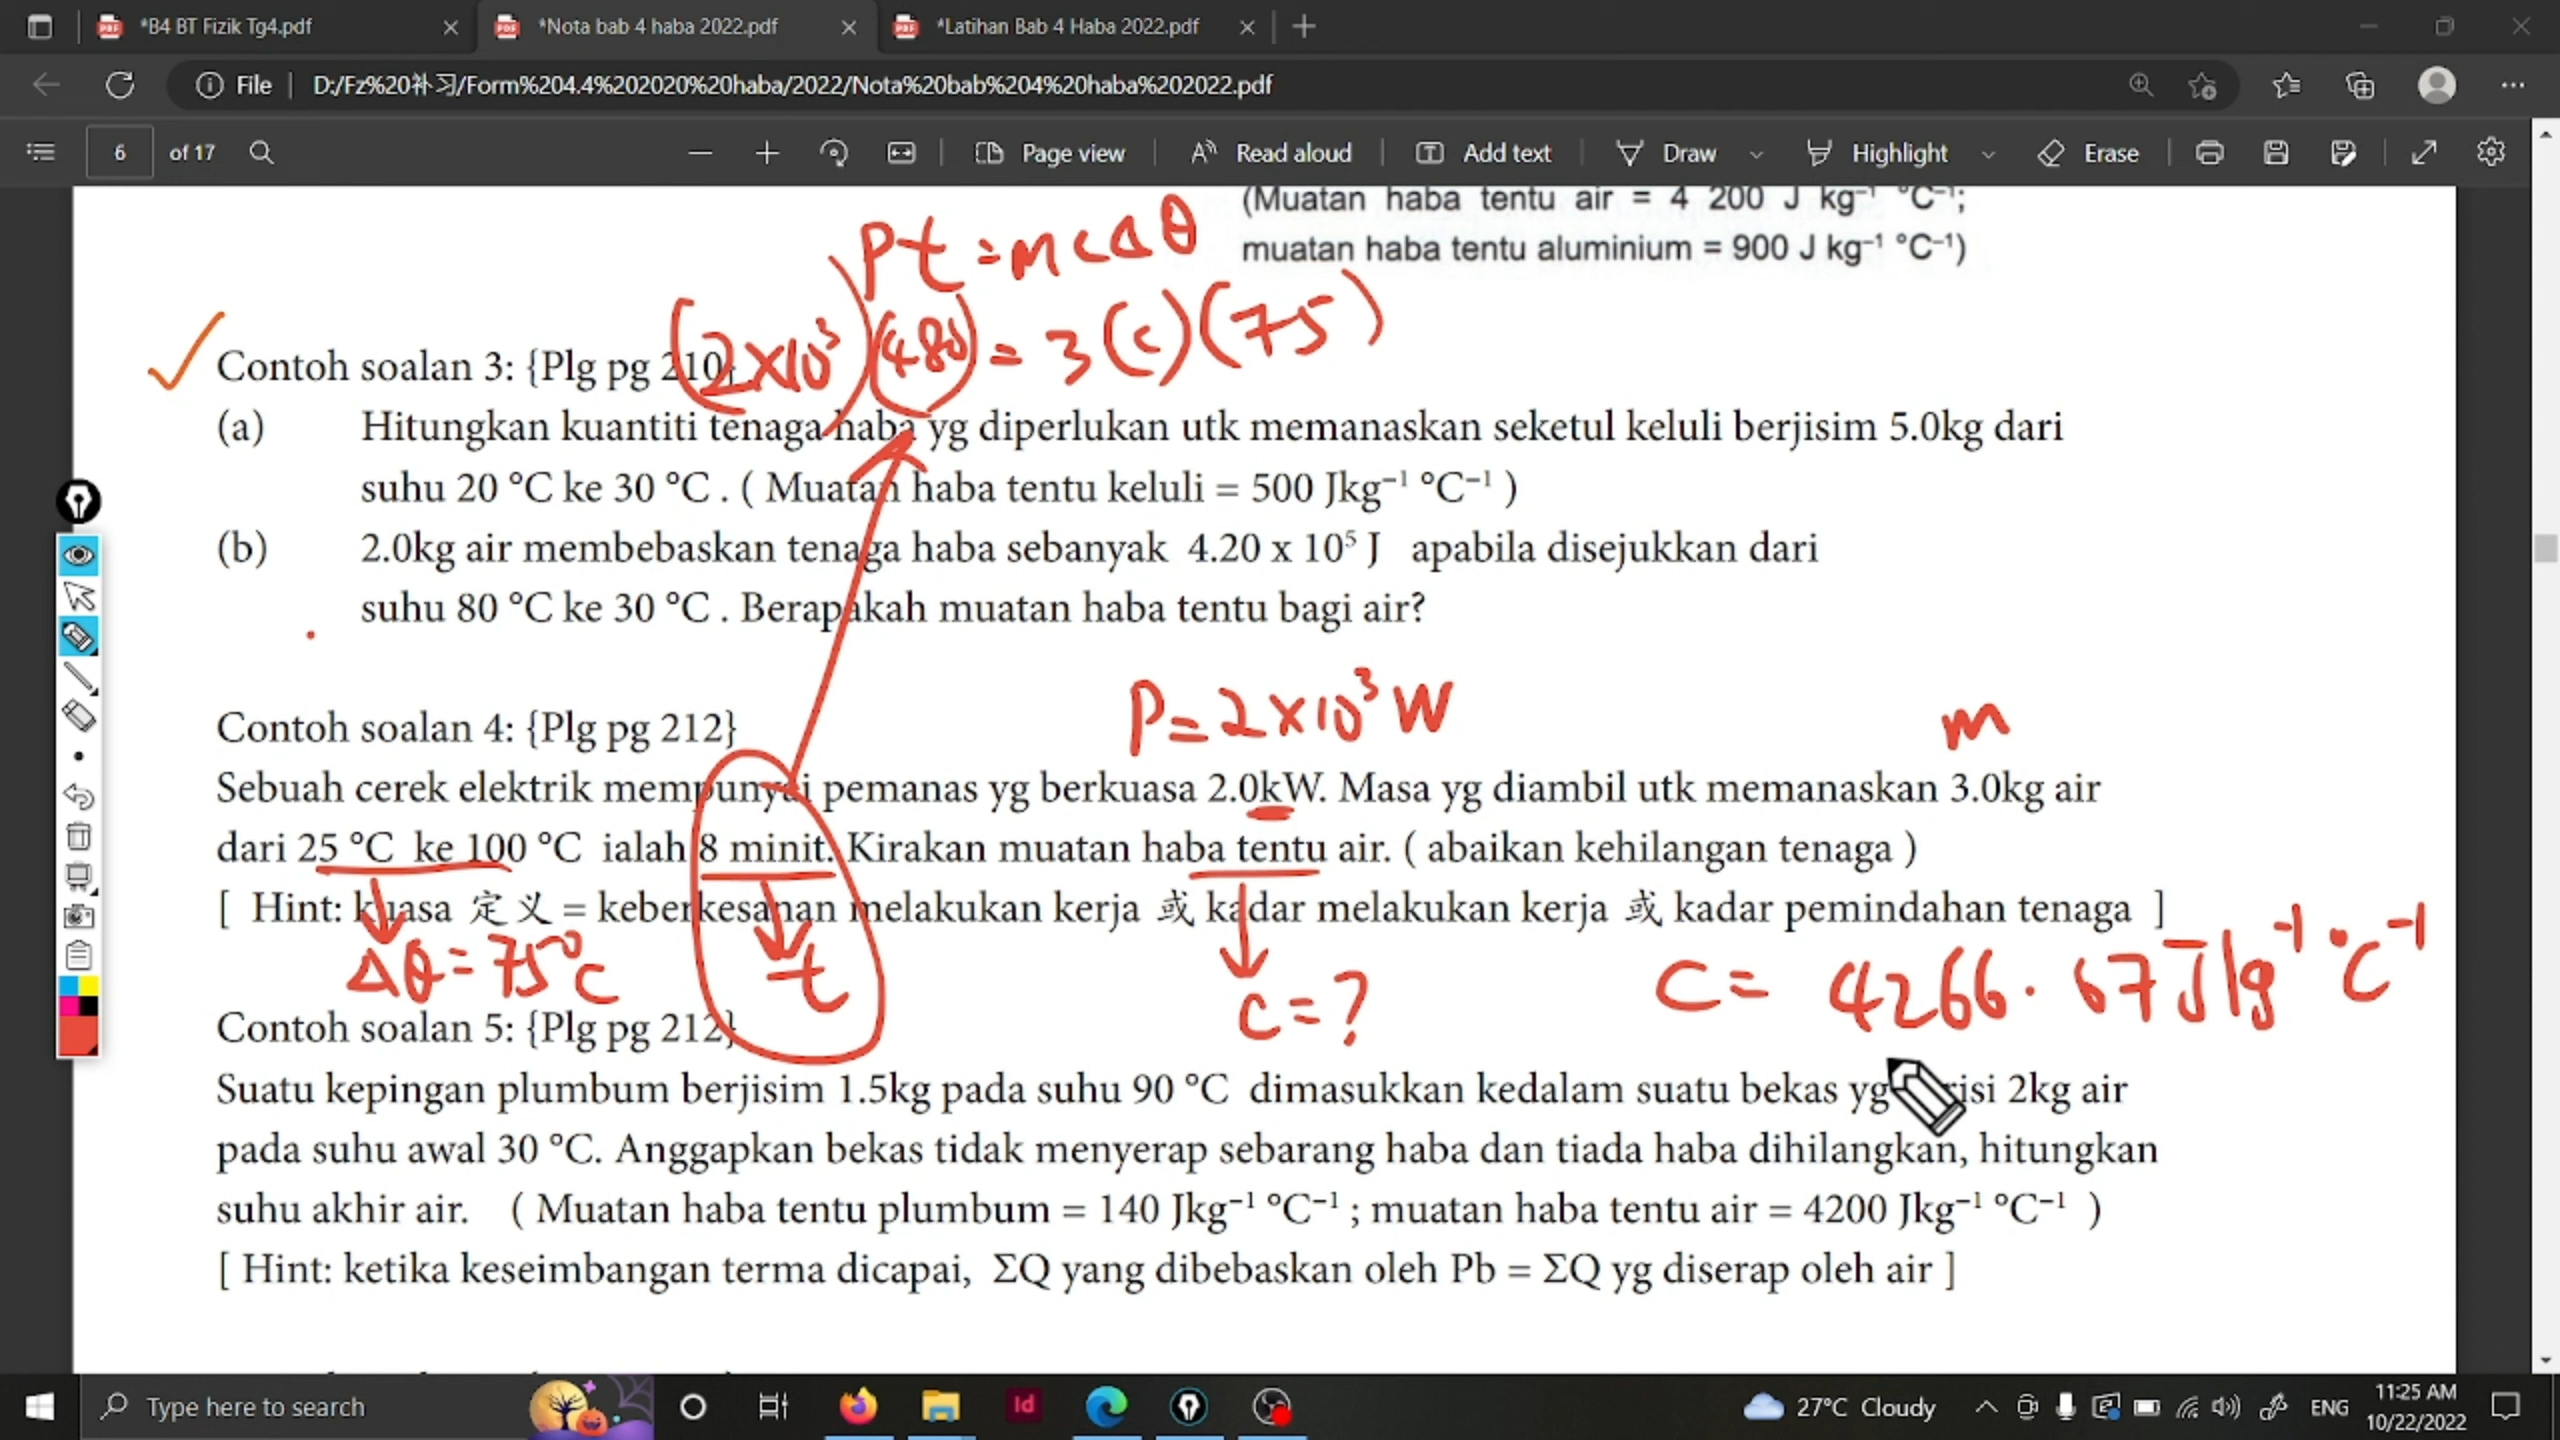 *B4 BT Fizik Tg4.pdf
*Nota bab 4 haba 2022.pdf
*Latihan Bab 4 Haba 2022.pdf
File
D:/Fz%20补习/Form%204.4%202020%20haba/2022/Nota%20bab%204%20haba%202022.pdf
6 of 17
Page view
Read aloud
Add text
Draw
Highlight
Erase
(Muatan haba tentu air = 4 200 J kg⁻¹ °C⁻¹;
muatan haba tentu aluminium = 900 J kg⁻¹ °C⁻¹)
Pt = mcΔθ
(2×10³)(480) = 3(c)(75)
Contoh soalan 3: {Plg pg 210}
(a) Hitungkan kuantiti tenaga haba yg diperlukan utk memanaskan seketul keluli berjisim 5.0kg dari
suhu 20 °C ke 30 °C . ( Muatan haba tentu keluli = 500 Jkg⁻¹ °C⁻¹ )
(b) 2.0kg air membebaskan tenaga haba sebanyak 4.20 x 10⁵ J apabila disejukkan dari
suhu 80 °C ke 30 °C . Berapakah muatan haba tentu bagi air?
P = 2×10³ W
m
Contoh soalan 4: {Plg pg 212}
Sebuah cerek elektrik mempunyai pemanas yg berkuasa 2.0kW. Masa yg diambil utk memanaskan 3.0kg air
dari 25 °C ke 100 °C ialah 8 minit. Kirakan muatan haba tentu air. ( abaikan kehilangan tenaga )
[ Hint: kuasa 定义 = keberkesanan melakukan kerja 或 kadar melakukan kerja 或 kadar pemindahan tenaga ]
Δθ = 75°C
t
c = ?
C = 4266.67 J kg⁻¹ °C⁻¹
Contoh soalan 5: {Plg pg 212}
Suatu kepingan plumbum berjisim 1.5kg pada suhu 90 °C dimasukkan kedalam suatu bekas yg 2kg air
pada suhu awal 30 °C. Anggapkan bekas tidak menyerap sebarang haba dan tiada haba dihilangkan, hitungkan
suhu akhir air. ( Muatan haba tentu plumbum = 140 Jkg⁻¹ °C⁻¹ ; muatan haba tentu air = 4200 Jkg⁻¹ °C⁻¹ )
[ Hint: ketika keseimbangan terma dicapai, ΣQ yang dibebaskan oleh Pb = ΣQ yg diserap oleh air ]
Type here to search
Id
27°C Cloudy
ENG
11:25 AM
10/22/2022